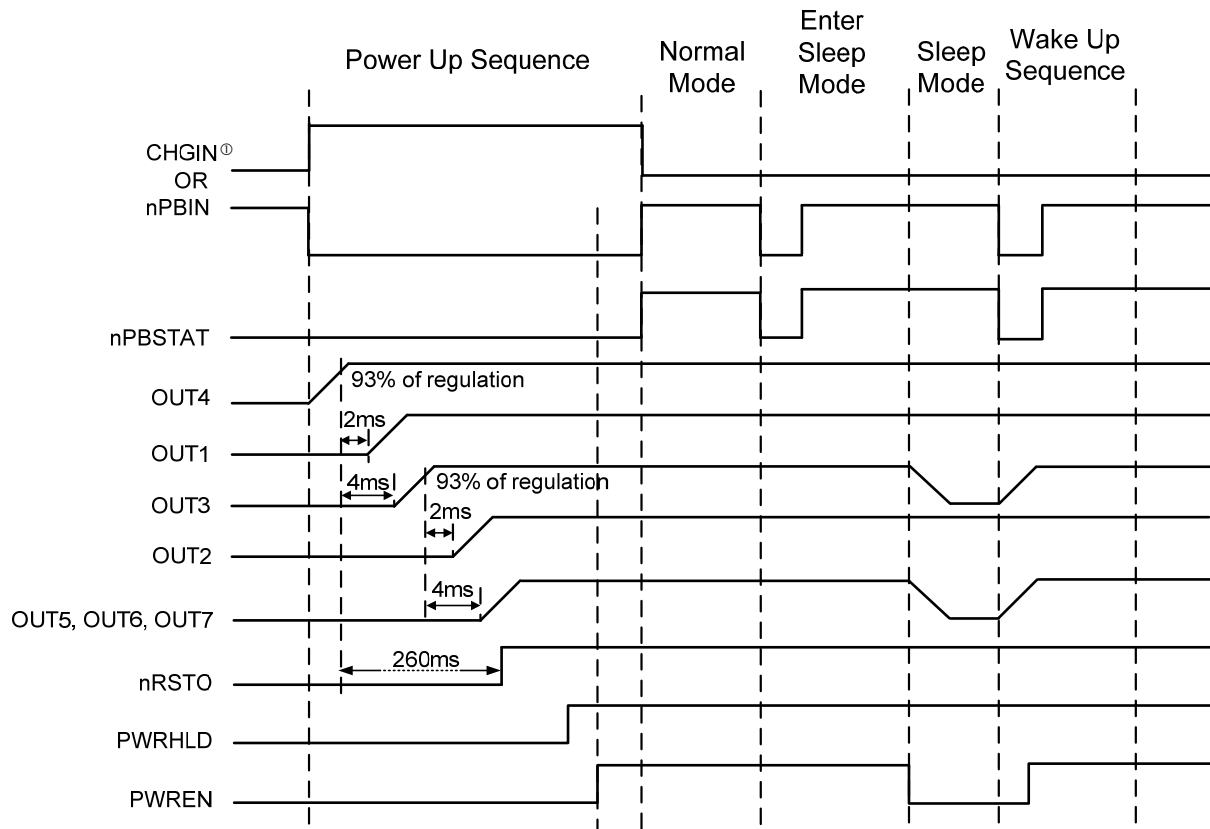 Power Up Sequence
Normal
Mode
Enter
Sleep
Mode
Sleep
Mode
Wake Up
Sequence
CHGIN①
OR
nPBIN
nPBSTAT
93% of regulation
OUT4
2ms
OUT1
93% of regulation
4ms
OUT3
2ms
OUT2
4ms
OUT5, OUT6, OUT7
260ms
nRSTO
PWRHLD
PWREN